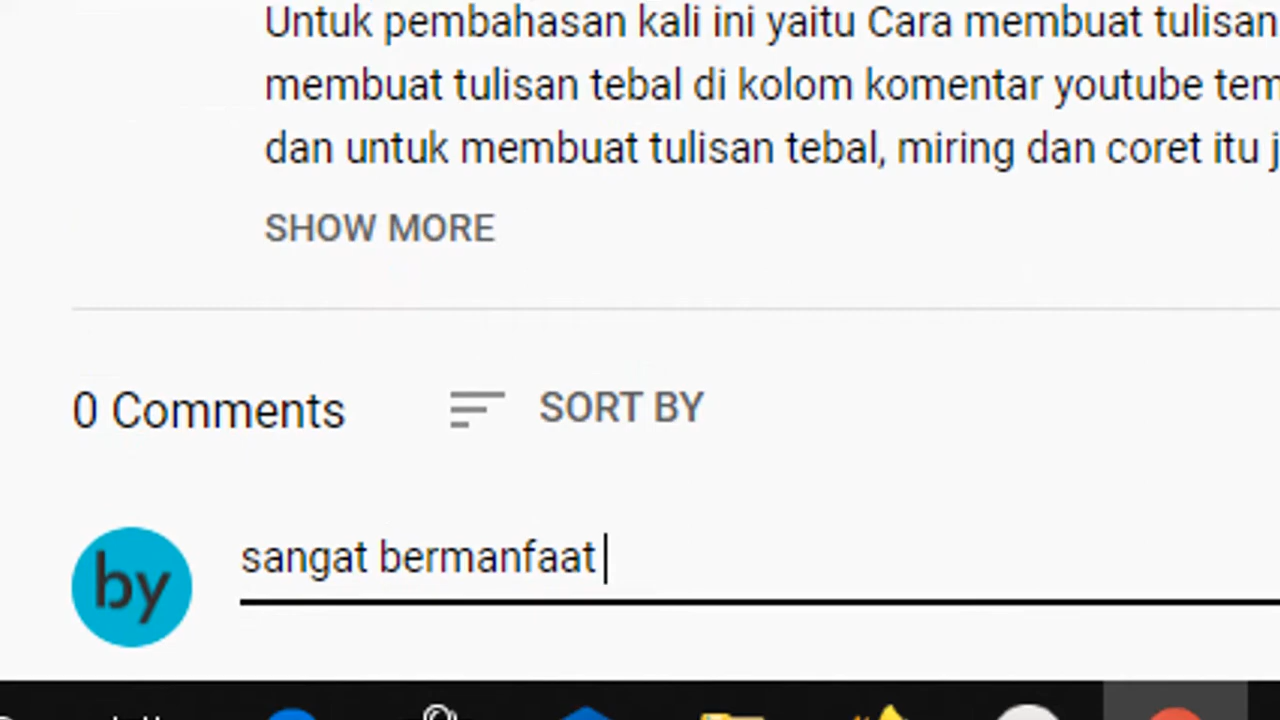 Untuk pembahasan kali ini yaitu Cara membuat tulisan
membuat tulisan tebal di kolom komentar youtube
dan untuk membuat tulisan tebal, miring dan coret itu
SHOW MORE
0 Comments
SORT BY
sangat bermanfaat
by